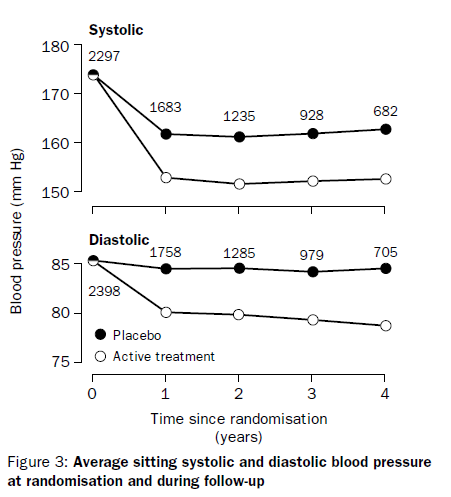 Systolic
180
2297
170
1683
1235
928
682
160
150
Blood pressure (mm Hg)
Diastolic
1758
1285
979
705
85
2398
80
Placebo
Active treatment
75
0 1 2 3 4
Time since randomisation
(years)
Figure 3: Average sitting systolic and diastolic blood pressure
at randomisation and during follow-up